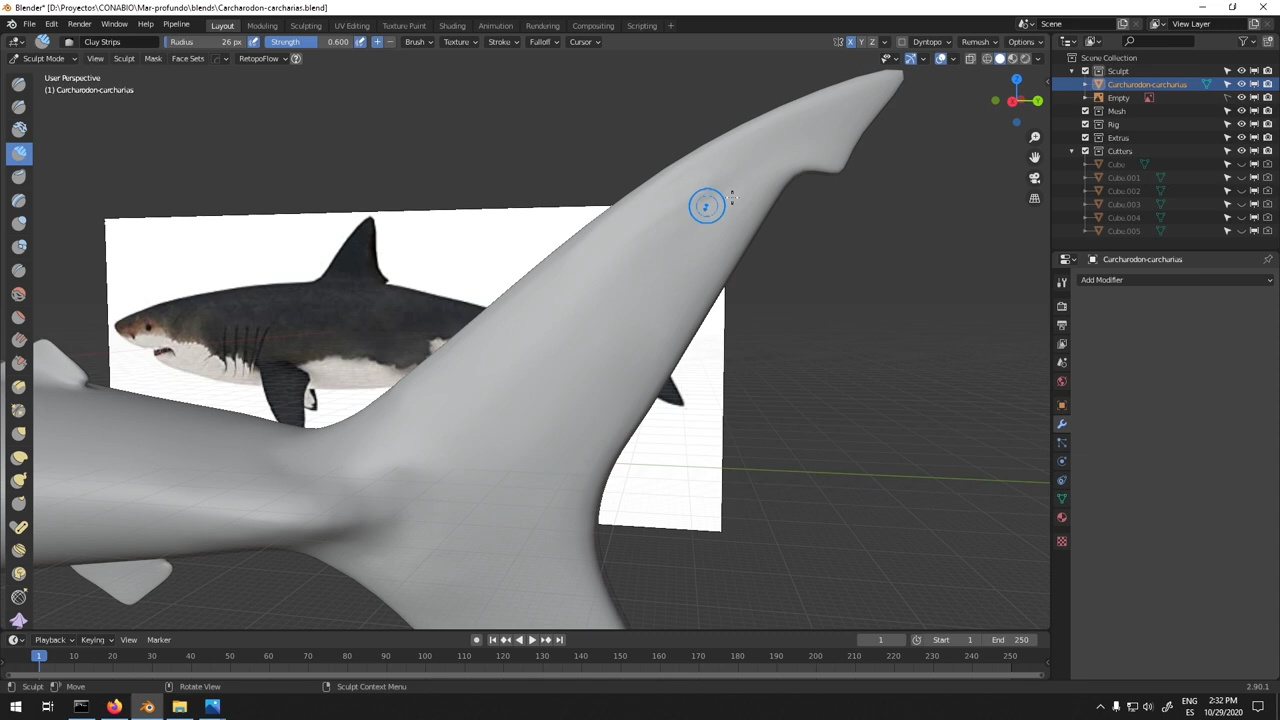 Blender* [D:\Proyectos\CONABIO\Mar-profundo\blends\Carcharodon-carcharias.blend]
File Edit Render Window Help Pipeline
Layout Modeling Sculpting UV Editing Texture Paint Shading Animation Rendering Compositing Scripting +
Scene View Layer
Clay Strips Radius 26 px Strength 0.600 Brush Texture Stroke Falloff Cursor X Y Z Dyntopo Remesh Options
Sculpt Mode View Sculpt Mask Face Sets RetopoFlow
User Perspective
(1) Carcharodon-carcharias
Z
Y
Scene Collection
Sculpt
Carcharodon-carcharias
Empty
Mesh
Rig
Extras
Cutters
Cube
Cube.001
Cube.002
Cube.003
Cube.004
Cube.005
Carcharodon-carcharias
Add Modifier
Playback Keying View Marker 1 Start 1 End 250
1 10 20 30 40 50 60 70 80 90 100 110 120 130 140 150 160 170 180 190 200 210 220 230 240 250
Sculpt Move Rotate View Sculpt Context Menu 2.90.1
ENG 2:32 PM
ES 10/29/2020